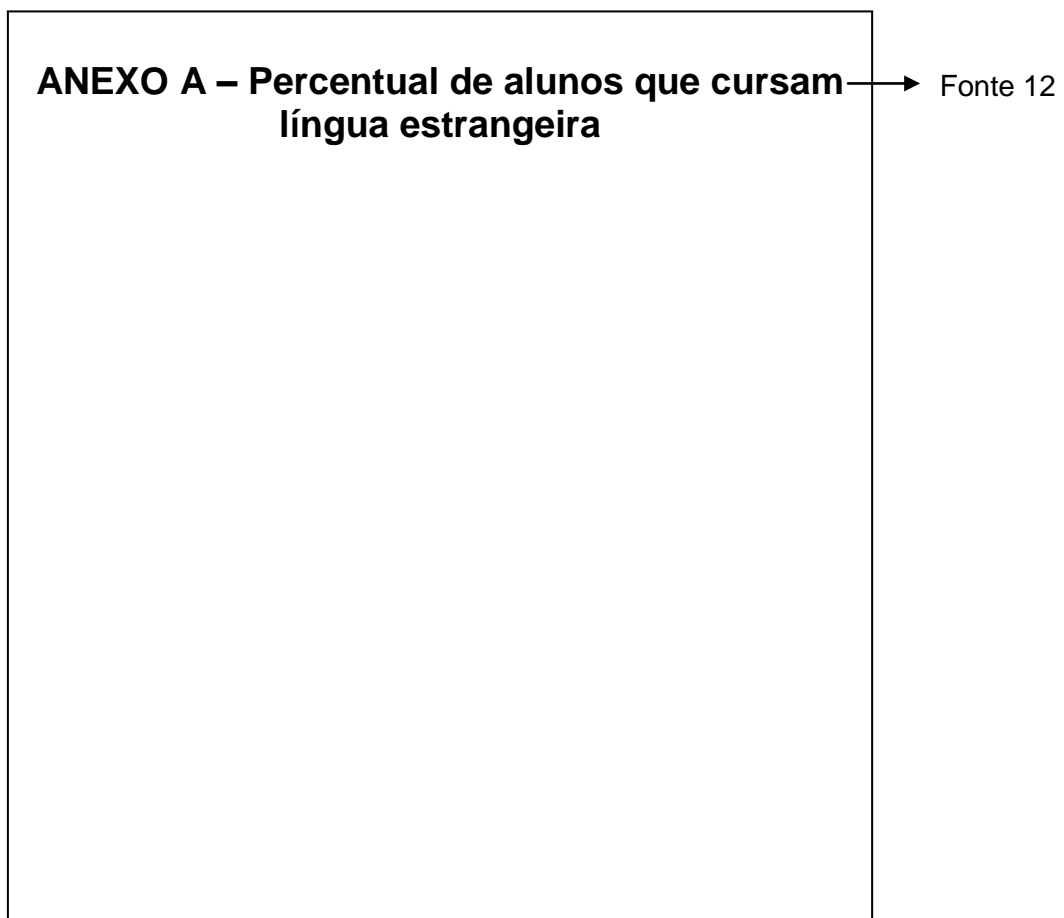 ANEXO A – Percentual de alunos que cursam
língua estrangeira
Fonte 12